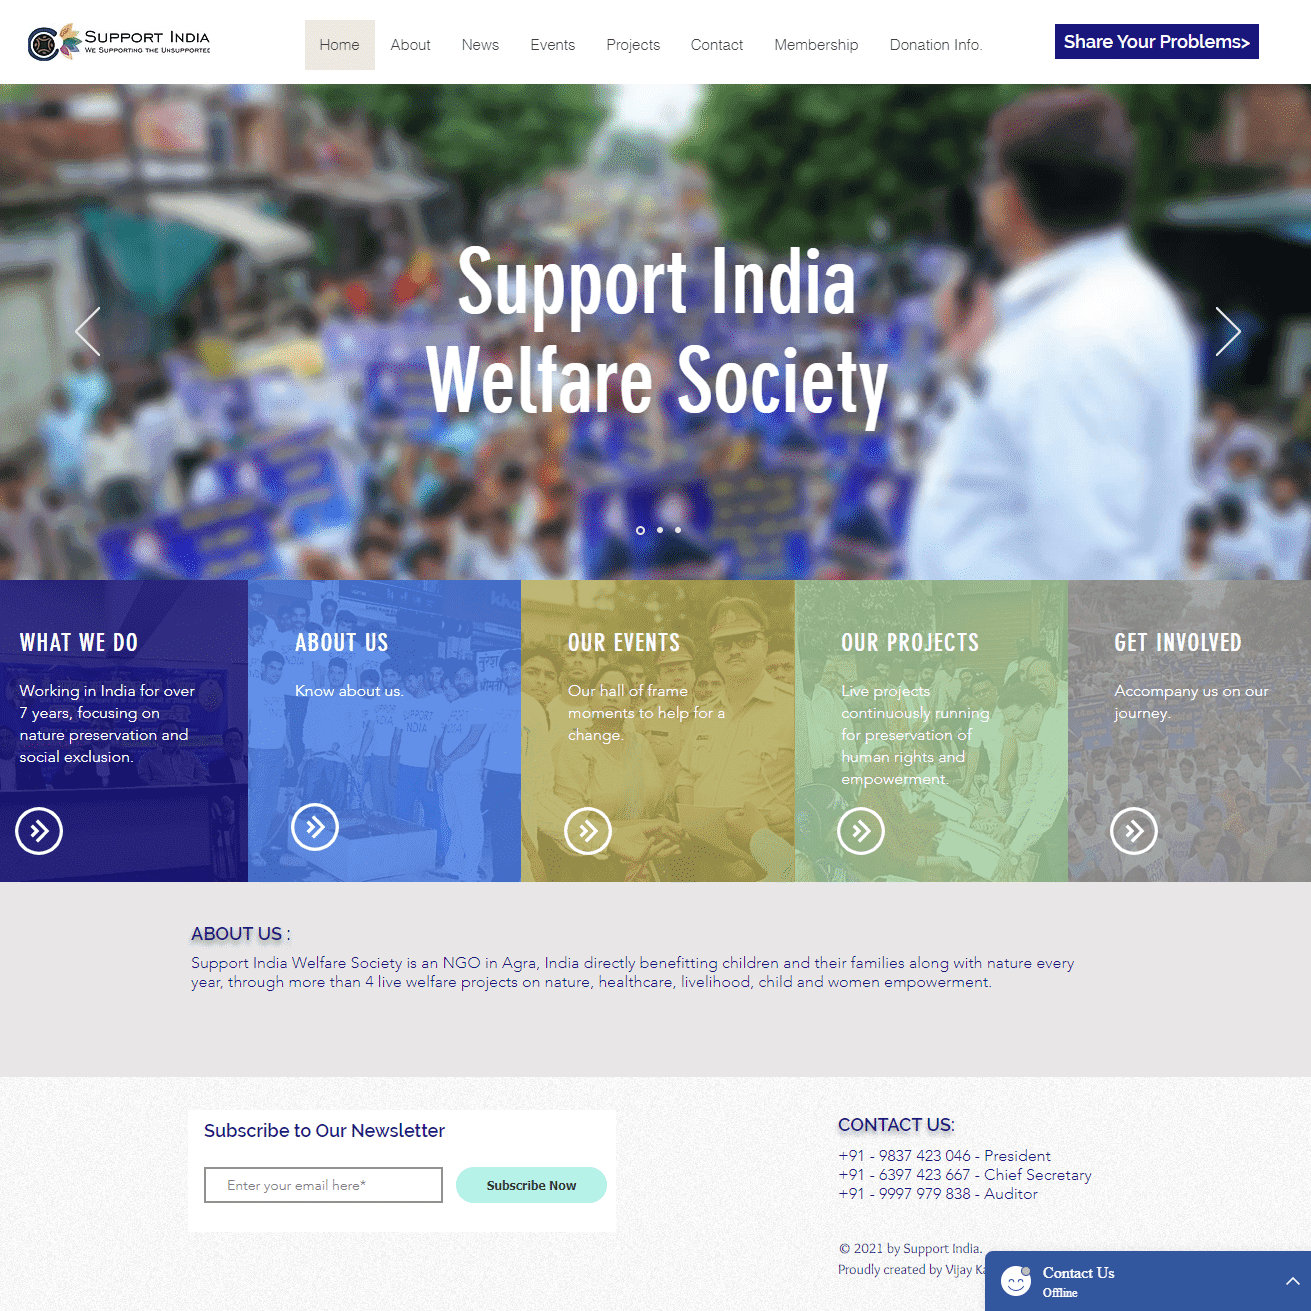 SUPPORT INDIA
WE SUPPORTING THE UNSUPPORTED
Home
About
News
Events
Projects
Contact
Membership
Donation Info.
Share Your Problems>
Support India
Welfare Society
WHAT WE DO
Working in India for over
7 years, focusing on
nature preservation and
social exclusion.
ABOUT US
Know about us.
OUR EVENTS
Our hall of frame
moments to help for a
change.
OUR PROJECTS
Live projects
continuously running
for preservation of
human rights and
empowerment.
GET INVOLVED
Accompany us on our
journey.
ABOUT US :
Support India Welfare Society is an NGO in Agra, India directly benefitting children and their families along with nature every
year, through more than 4 live welfare projects on nature, healthcare, livelihood, child and women empowerment.
Subscribe to Our Newsletter
Enter your email here*
Subscribe Now
CONTACT US:
+91 - 9837 423 046 - President
+91 - 6397 423 667 - Chief Secretary
+91 - 9997 979 838 - Auditor
© 2021 by Support India.
Proudly created by Vijay
Contact Us
Offline